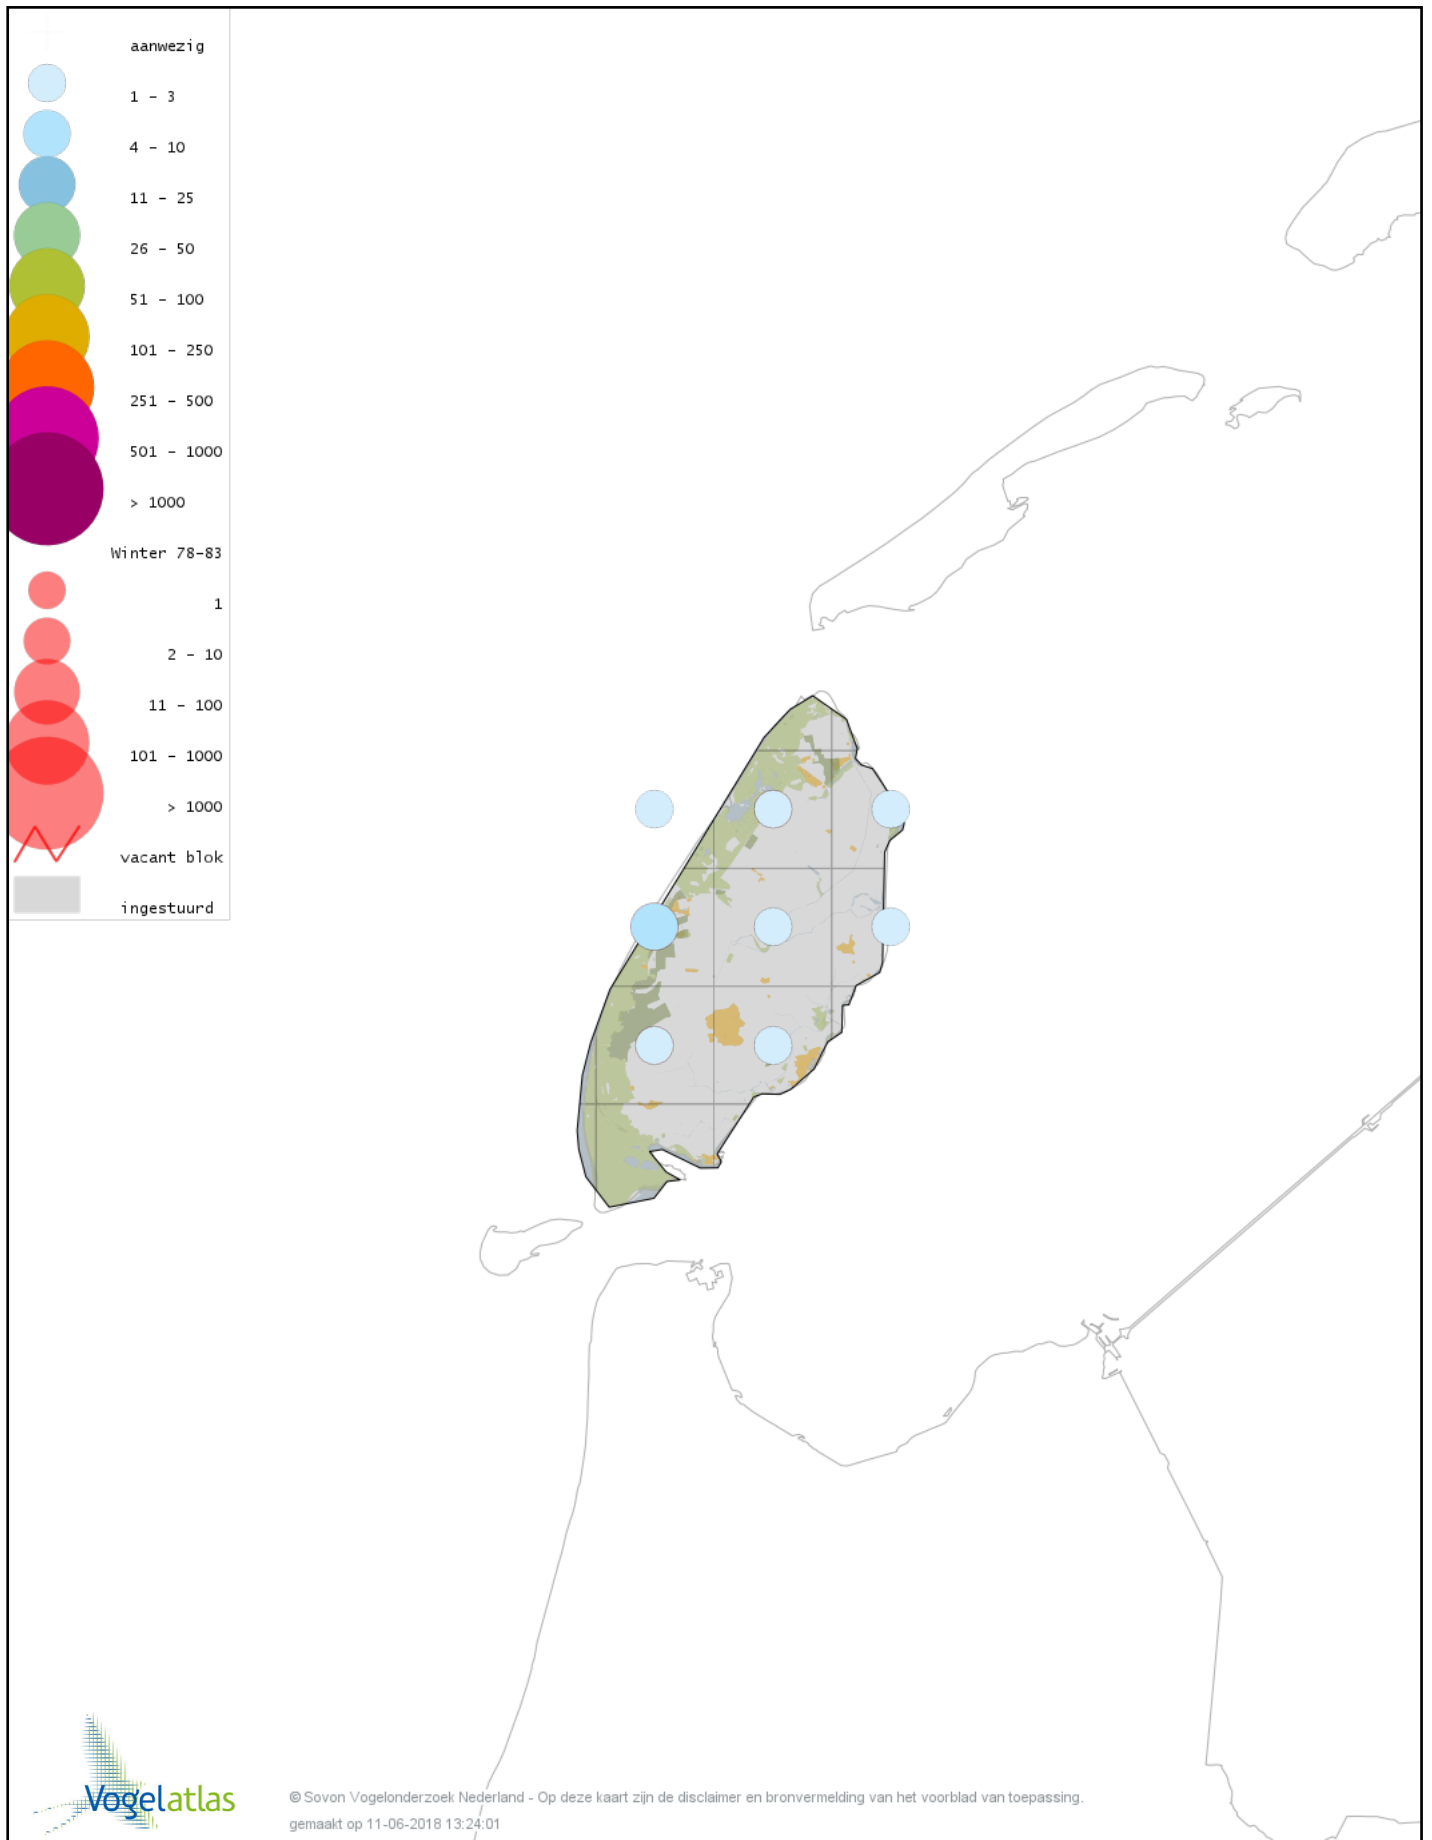 aanwezig
1 - 3
4 - 10
11 - 25
26 - 50
51 - 100
101 - 250
251 - 500
501 - 1000
> 1000
Winter 78-83
1
2 - 10
11 - 100
101 - 1000
> 1000
vacant blok
ingestuurd
Vogelatlas
© Sovon Vogelonderzoek Nederland - Op deze kaart zijn de disclaimer en bronvermelding van het voorblad van toepassing.
gemaakt op 11-06-2018 13:24:01